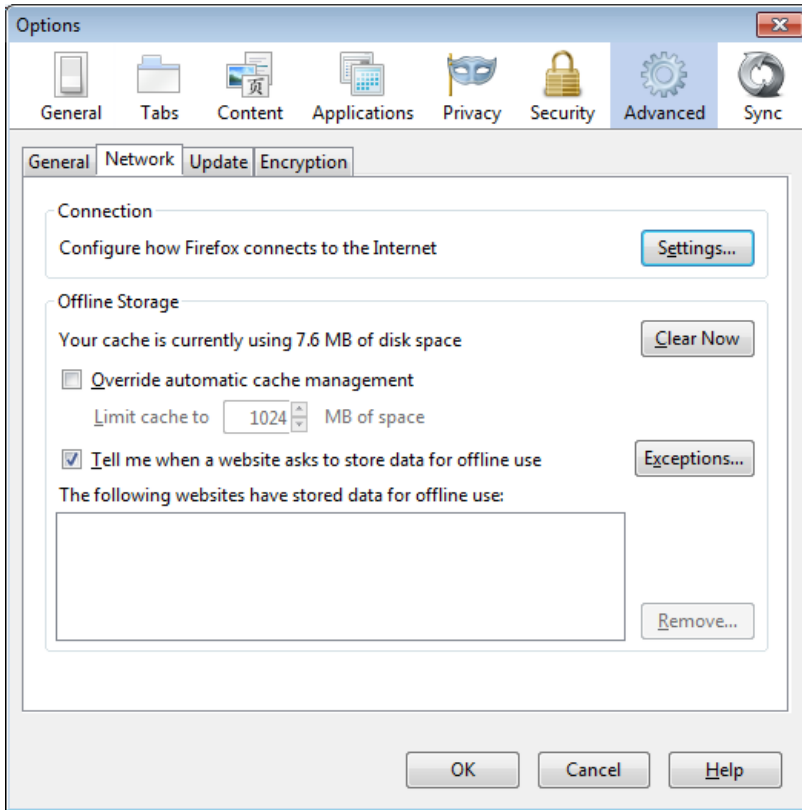 Options
General Tabs Content Applications Privacy Security Advanced Sync
页
General Network Update Encryption
Connection
Configure how Firefox connects to the Internet Settings...
Offline Storage
Your cache is currently using 7.6 MB of disk space Clear Now
Override automatic cache management
Limit cache to 1024 MB of space
Tell me when a website asks to store data for offline use Exceptions...
The following websites have stored data for offline use:
Remove...
OK Cancel Help